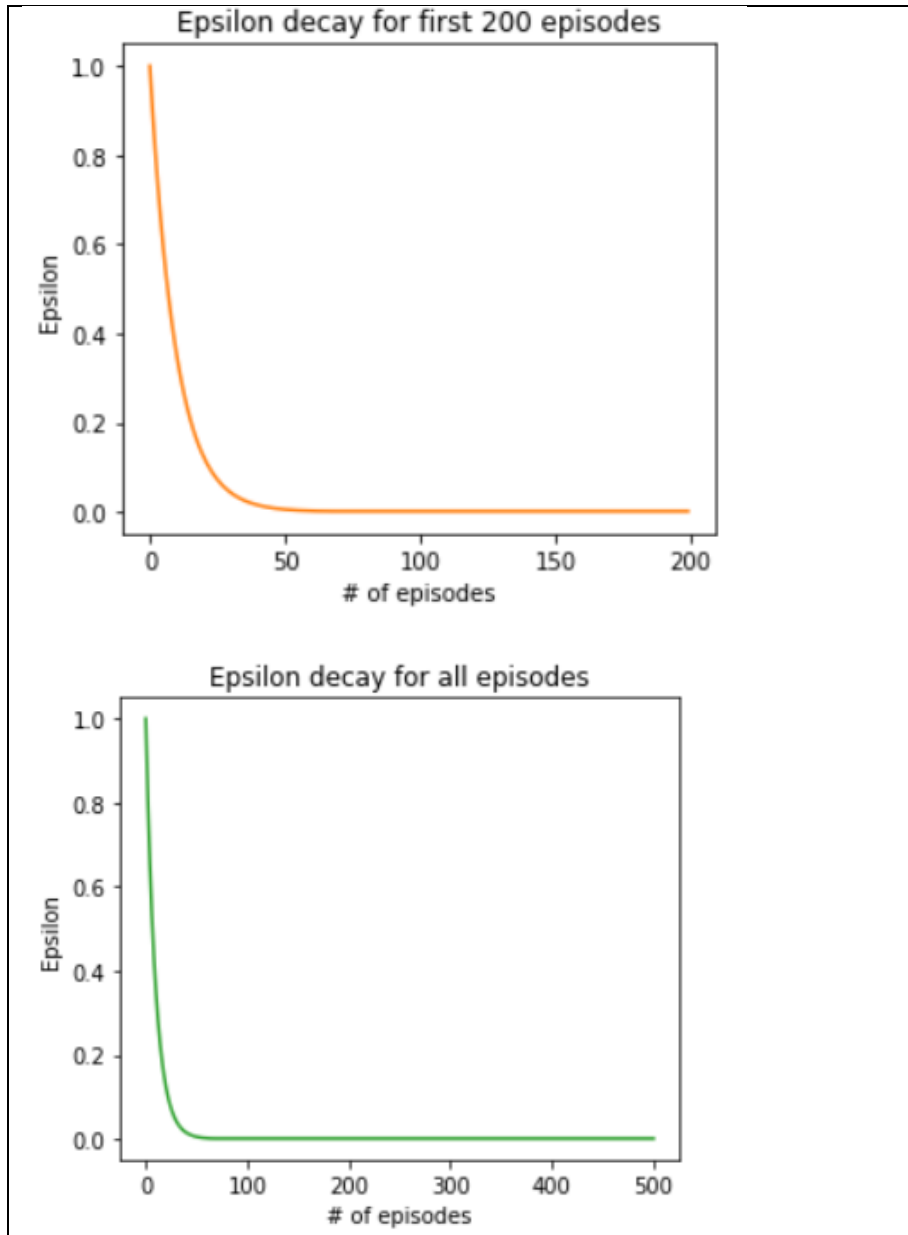 Epsilon decay for first 200 episodes
1.0
0.8
0.6
0.4
0.2
0.0
Epsilon
0 50 100 150 200
# of episodes
Epsilon decay for all episodes
1.0
0.8
0.6
0.4
0.2
0.0
Epsilon
0 100 200 300 400 500
# of episodes